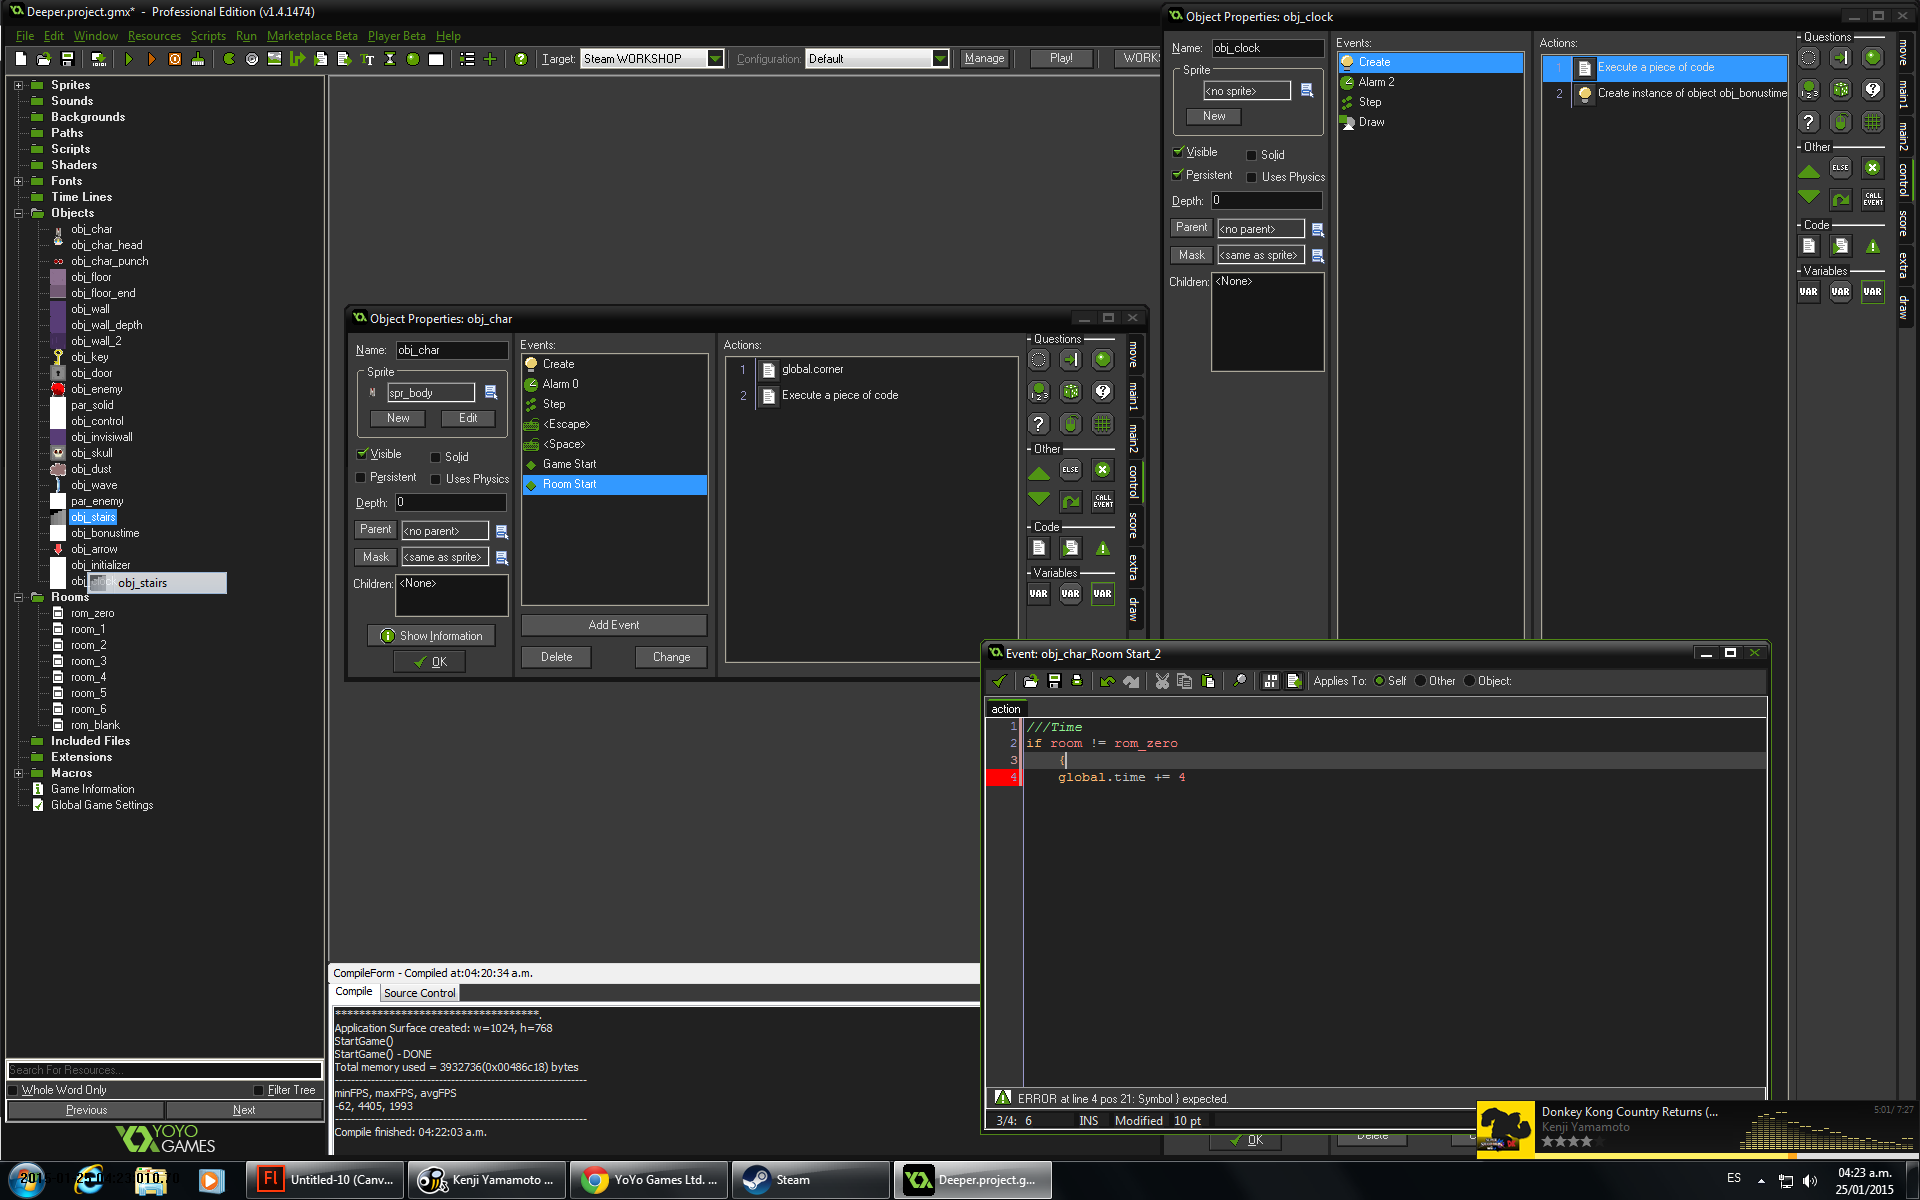 Deeper.project.gmx* - Professional Edition (v1.4.1474)
File Edit Window Resources Scripts Run Marketplace Beta Player Beta Help
Target: Steam WORKSHOP Configuration: Default Manage Play! WORK
Sprites
Sounds
Backgrounds
Paths
Scripts
Shaders
Fonts
Time Lines
Objects
obj_char
obj_char_head
obj_char_punch
obj_floor
obj_floor_end
obj_wall
obj_wall_depth
obj_wall_2
obj_key
obj_door
obj_enemy
par_solid
obj_control
obj_invisiwall
obj_skull
obj_dust
obj_wave
par_enemy
obj_stairs
obj_bonustime
obj_arrow
obj_initializer
obj_stairs
Rooms
rom_zero
room_1
room_2
room_3
room_4
room_5
room_6
rom_blank
Included Files
Extensions
Macros
Game Information
Global Game Settings
Search For Resources...
Whole Word Only Filter Tree
Previous Next
YOYO
GAMES
Object Properties: obj_char
Name: obj_char
Sprite
spr_body
New Edit
Visible Solid
Persistent Uses Physics
Depth: 0
Parent <no parent>
Mask <same as sprite>
Children: <None>
Show Information
OK
Events:
Create
Alarm 0
Step
<Escape>
<Space>
Game Start
Room Start
Add Event
Delete Change
Actions:
1 global.corner
2 Execute a piece of code
Questions
Other
ELSE
CALL EVENT
Code
Variables
VAR VAR VAR
move
main1
main2
control
score
extra
draw
Object Properties: obj_clock
Name: obj_clock
Sprite
<no sprite>
New
Visible Solid
Persistent Uses Physics
Depth: 0
Parent <no parent>
Mask <same as sprite>
Children: <None>
Events:
Create
Alarm 2
Step
Draw
Actions:
1 Execute a piece of code
2 Create instance of object obj_bonustime
Questions
Other
ELSE
CALL EVENT
Code
Variables
VAR VAR VAR
move
main1
main2
control
score
extra
draw
OK
Delete
Event: obj_char_Room Start_2
Applies To: Self Other Object:
action
1 ///Time
2 if room != rom_zero
3 {
4 global.time += 4
ERROR at line 4 pos 21: Symbol } expected.
3/4: 6 INS Modified 10 pt
CompileForm - Compiled at:04:20:34 a.m.
Compile Source Control
***********************************.
Application Surface created: w=1024, h=768
StartGame()
StartGame() - DONE
Total memory used = 3932736(0x00486c18) bytes
minFPS, maxFPS, avgFPS
-62, 4405, 1993
Compile finished: 04:22:03 a.m.
Donkey Kong Country Returns (...
Kenji Yamamoto
5:01/ 7:27
Untitled-10 (Canv...
Kenji Yamamoto ...
YoYo Games Ltd. ...
Steam
Deeper.project.g...
ES
04:23 a.m.
25/01/2015